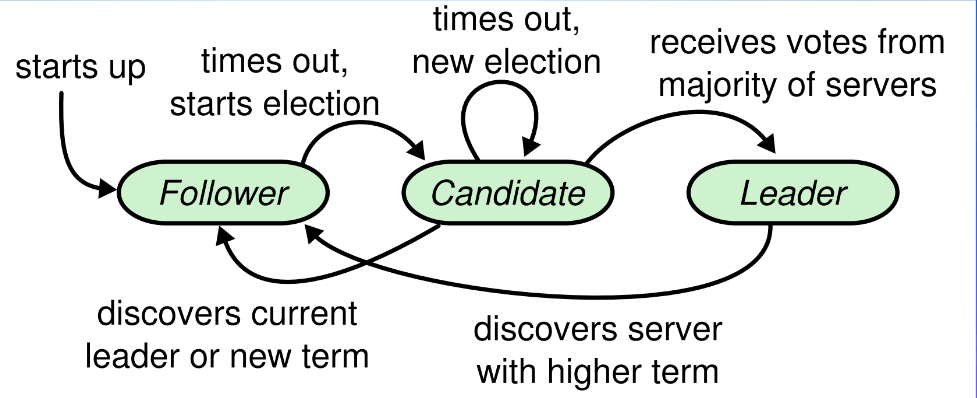 starts up
times out,
starts election
times out,
new election
receives votes from
majority of servers
Follower
Candidate
Leader
discovers current
leader or new term
discovers server
with higher term